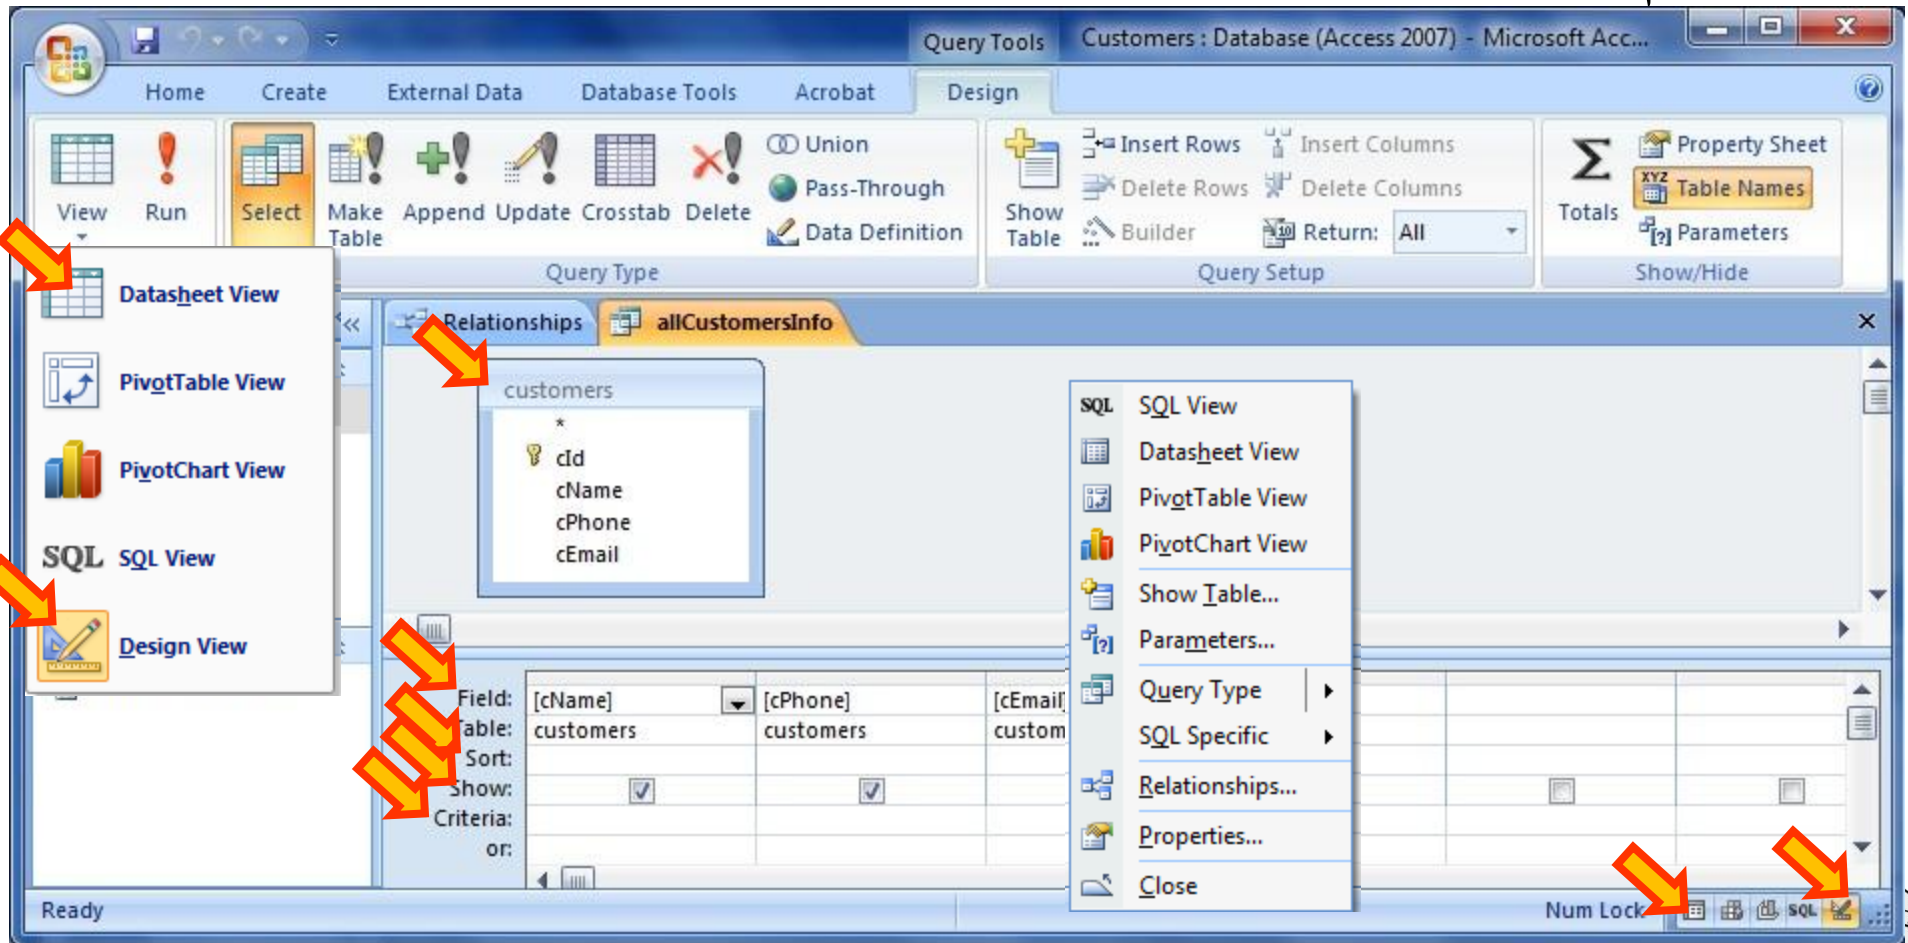 Query Tools
Customers : Database (Access 2007) - Microsoft Acc...
Home
Create
External Data
Database Tools
Acrobat
Design
View
Run
Select
Make Table
Append
Update
Crosstab
Delete
Union
Pass-Through
Data Definition
Query Type
Show Table
Insert Rows
Delete Rows
Builder
Insert Columns
Delete Columns
Return: All
Query Setup
Totals
Property Sheet
XYZ
Table Names
Parameters
Show/Hide
Datasheet View
PivotTable View
PivotChart View
SQL SQL View
Design View
Relationships
allCustomersInfo
customers
*
cId
cName
cPhone
cEmail
SQL SQL View
Datasheet View
PivotTable View
PivotChart View
Show Table...
Parameters...
Query Type
SQL Specific
Relationships...
Properties...
Close
Field: [cName] [cPhone] [cEmail]
Table: customers customers custom
Sort:
Show:
Criteria:
or:
Ready
Num Lock
SQL